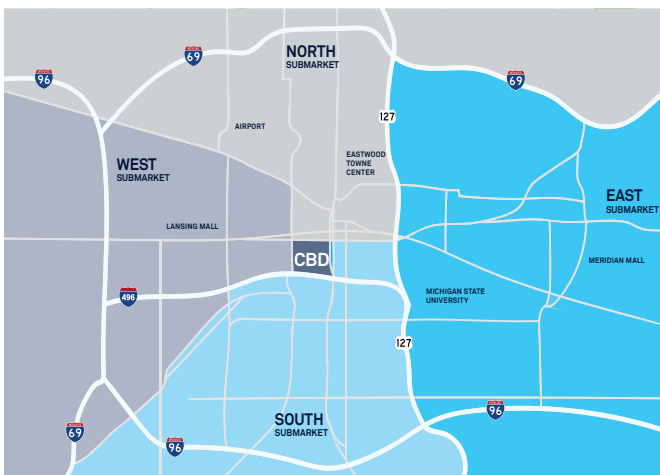 NORTH
SUBMARKET
69
96
69
127
AIRPORT
EASTWOOD
TOWNE
CENTER
WEST
SUBMARKET
EAST
SUBMARKET
LANSING MALL
CBD
MERIDIAN MALL
496
MICHIGAN STATE
UNIVERSITY
127
SOUTH
SUBMARKET
96
69
96